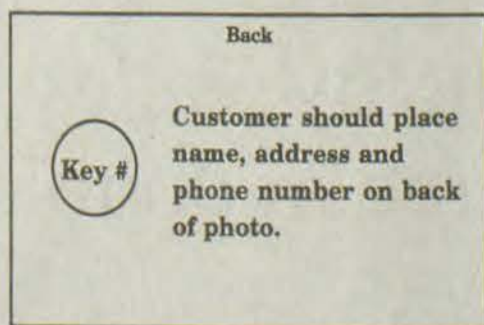 Back
Customer should place
name, address and
Key #
phone number on back
of photo.